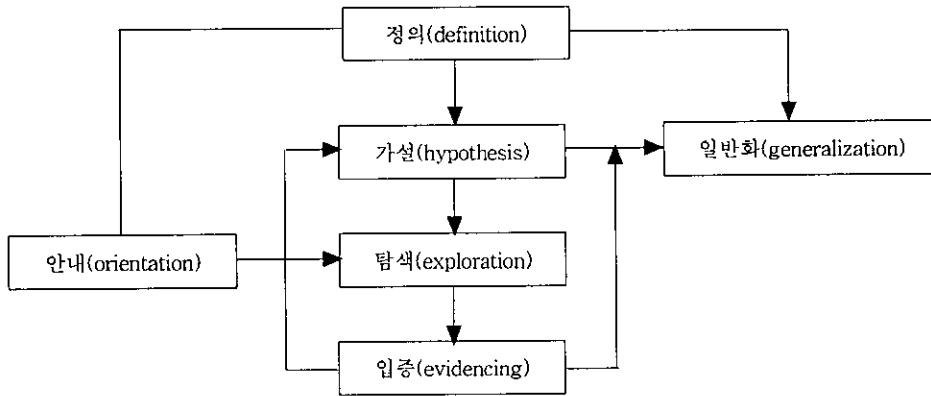 정의(definition)
가설(hypothesis)
일반화(generalization)
안내(orientation)
탐색(exploration)
입증(evidencing)